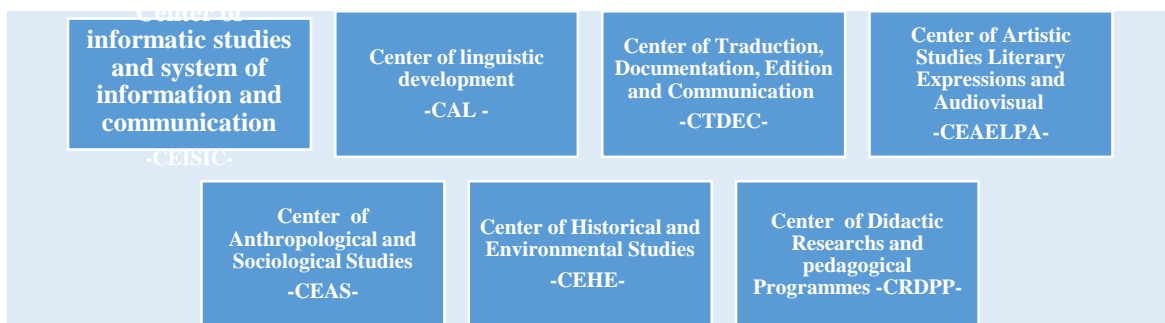 Center of
informatic studies
and system of
information and
communication
-CEISIC-
Center of linguistic
development
-CAL -
Center of Traduction,
Documentation, Edition
and Communication
-CTDEC-
Center of Artistic
Studies Literary
Expressions and
Audiovisual
-CEAELPA-
Center of
Anthropological and
Sociological Studies
-CEAS-
Center of Historical and
Environmental Studies
-CEHE-
Center of Didactic
Researchs and
pedagogical
Programmes -CRDPP-